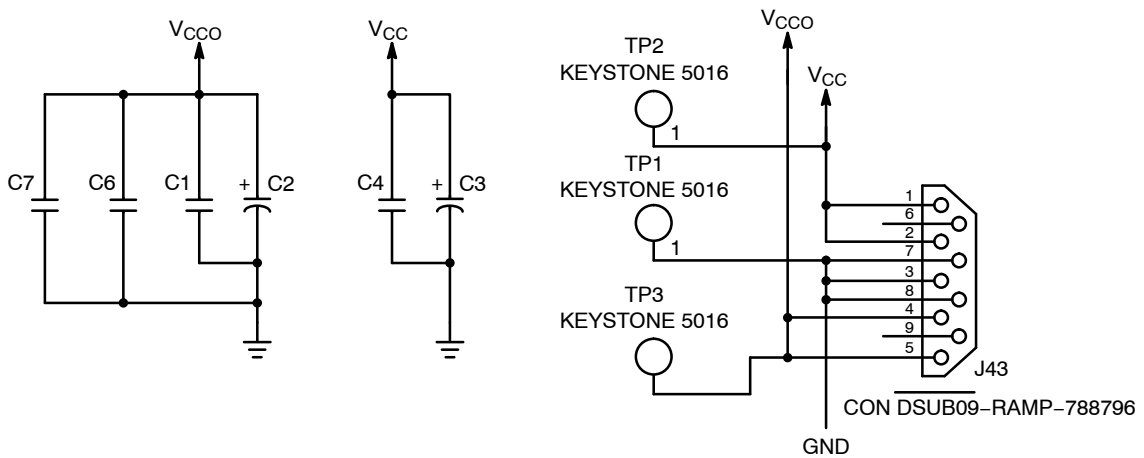 V_CCO
V_CC
C7
C6
C1
+ C2
C4
+ C3
TP2
KEYSTONE 5016
1
TP1
KEYSTONE 5016
1
TP3
KEYSTONE 5016
V_CCO
V_CC
1
6
2
7
3
8
4
9
5
J43
CON DSUB09−RAMP−788796
GND